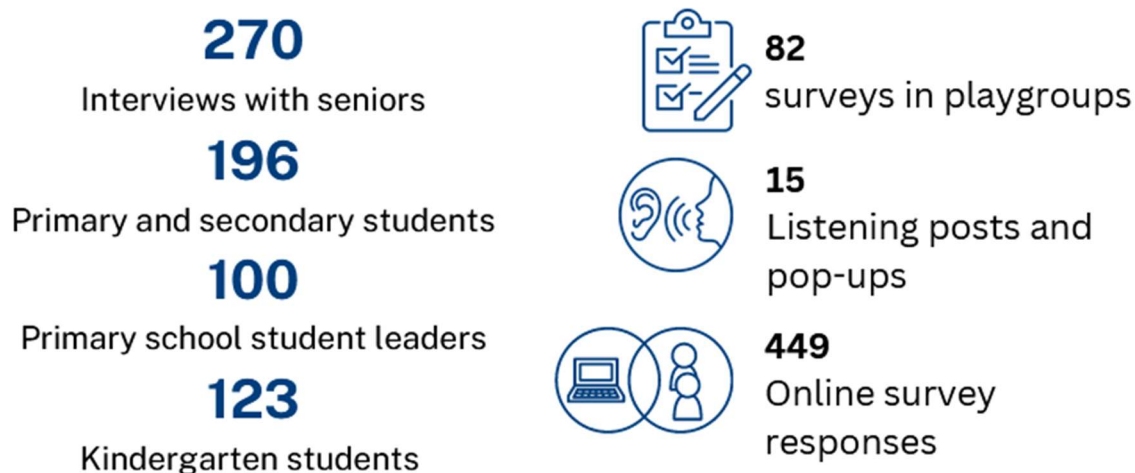 270
Interviews with seniors
196
Primary and secondary students
100
Primary school student leaders
123
Kindergarten students
82
surveys in playgroups
15
Listening posts and
pop-ups
449
Online survey
responses